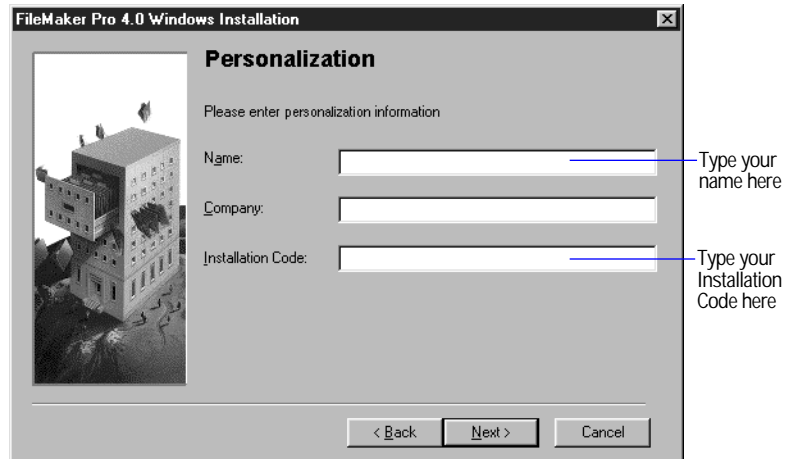 FileMaker Pro 4.0 Windows Installation
Personalization
Please enter personalization information
Name:
Type your
name here
Company:
Installation Code:
Type your
Installation
Code here
< Back
Next >
Cancel